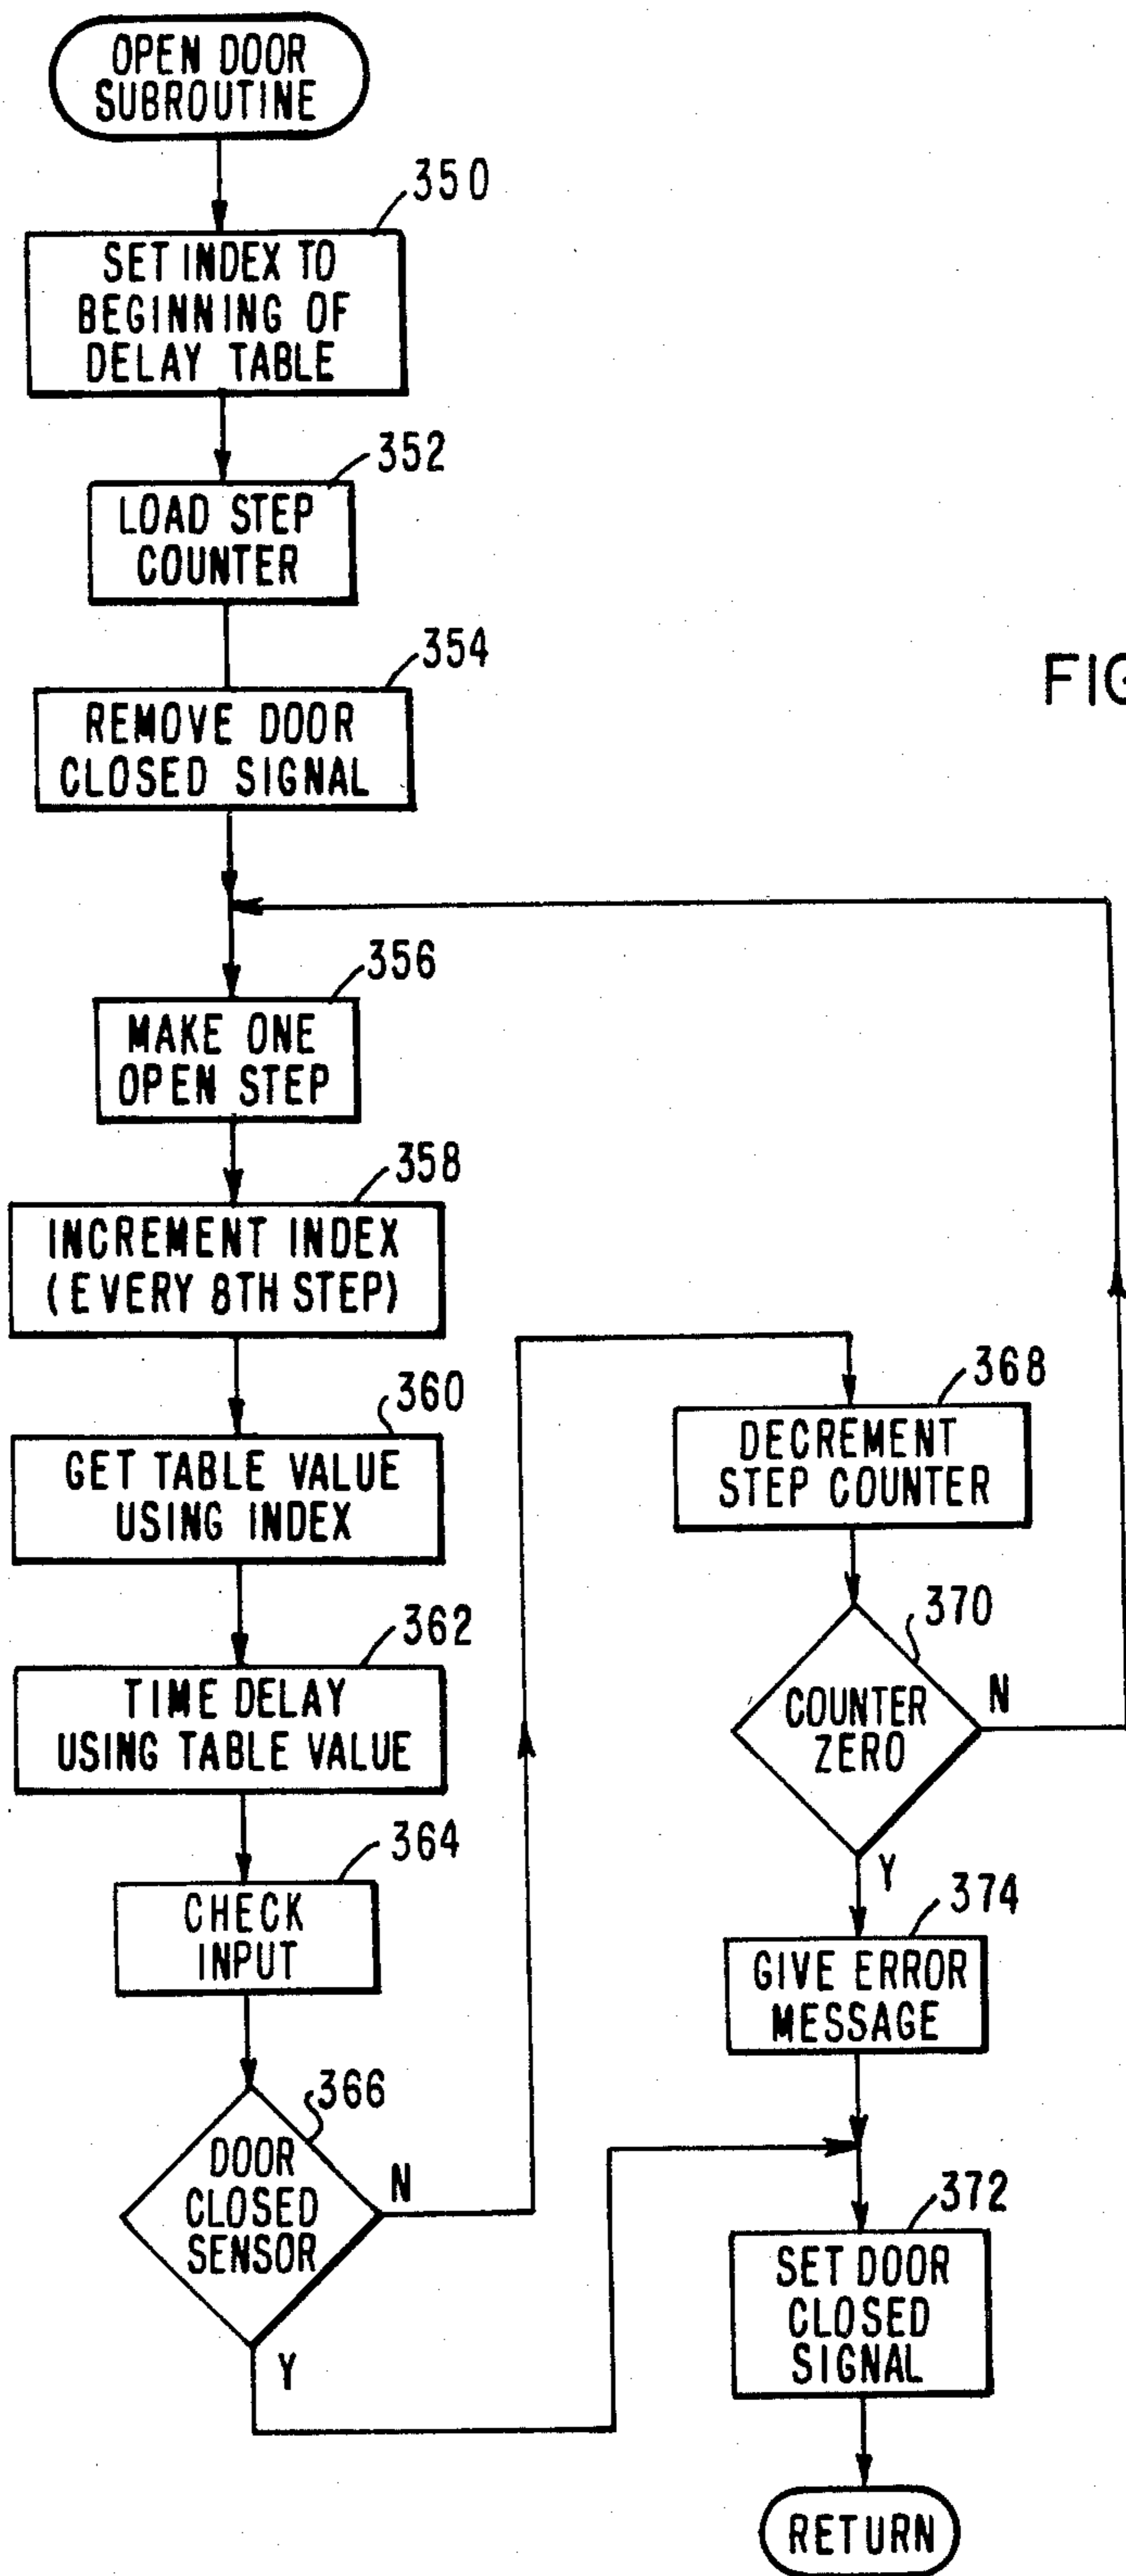 OPEN DOOR
SUBROUTINE
350
SET INDEX TO
BEGINNING OF
DELAY TABLE
352
LOAD STEP
COUNTER
354
REMOVE DOOR
CLOSED SIGNAL
FIG
356
MAKE ONE
OPEN STEP
358
INCREMENT INDEX
(EVERY 8TH STEP)
360
GET TABLE VALUE
USING INDEX
362
TIME DELAY
USING TABLE VALUE
364
CHECK
INPUT
366
DOOR
CLOSED
SENSOR
N
Y
368
DECREMENT
STEP COUNTER
370
COUNTER
ZERO
N
Y
374
GIVE ERROR
MESSAGE
372
SET DOOR
CLOSED
SIGNAL
RETURN